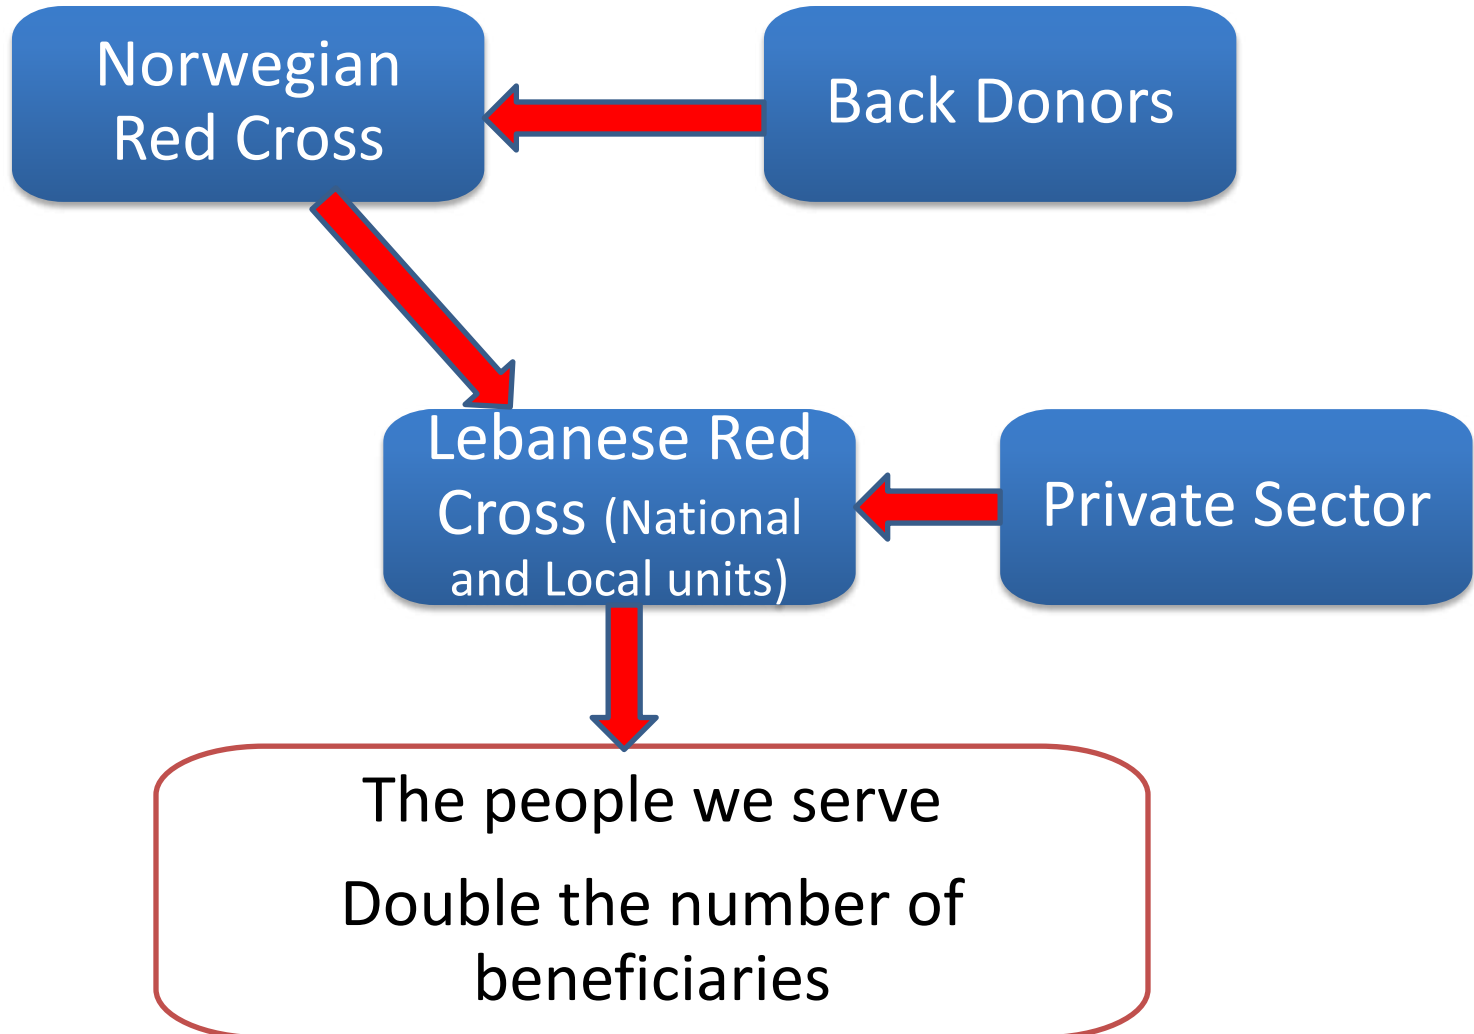 Norwegian
Red Cross
Back Donors
Lebanese Red
Cross (National
and Local units)
Private Sector
The people we serve
Double the number of
beneficiaries